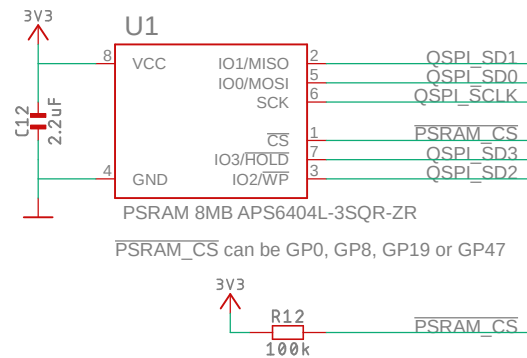 3V3
U1
8 VCC IO1/MISO 2 QSPI_SD1
IO0/MOSI 5 QSPI_SD0
SCK 6 QSPI_SCLK
C12
2.2uF
CS 1 PSRAM_CS
IO3/HOLD 7 QSPI_SD3
4 GND IO2/WP 3 QSPI_SD2
PSRAM 8MB APS6404L-3SQR-ZR
PSRAM_CS can be GP0, GP8, GP19 or GP47
3V3
R12
100k
PSRAM_CS